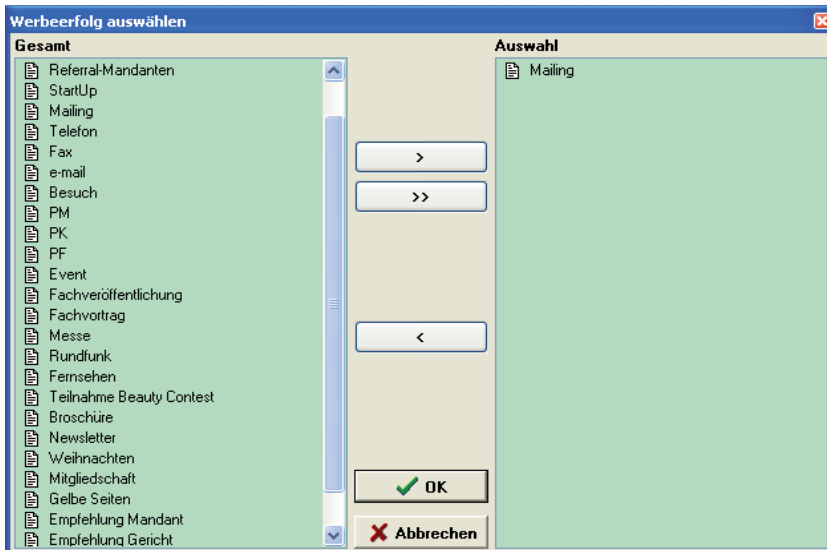 Werbeerfolg auswählen
Gesamt
Auswahl
Referral-Mandanten
StartUp
Mailing
Telefon
Fax
e-mail
Besuch
PM
PK
PF
Event
Fachveröffentlichung
Fachvortrag
Messe
Rundfunk
Fernsehen
Teilnahme Beauty Contest
Broschüre
Newsletter
Weihnachten
Mitgliedschaft
Gelbe Seiten
Empfehlung Mandant
Empfehlung Gericht
>
>>
<
OK
Abbrechen
Mailing